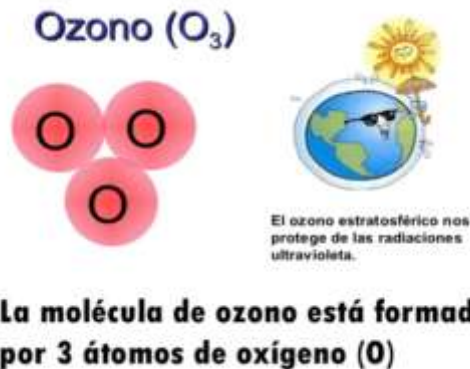 Ozono (O₃)
O O
O
El ozono estratosférico nos
protege de las radiaciones
ultravioleta.
La molécula de ozono está formad
por 3 átomos de oxígeno (O)